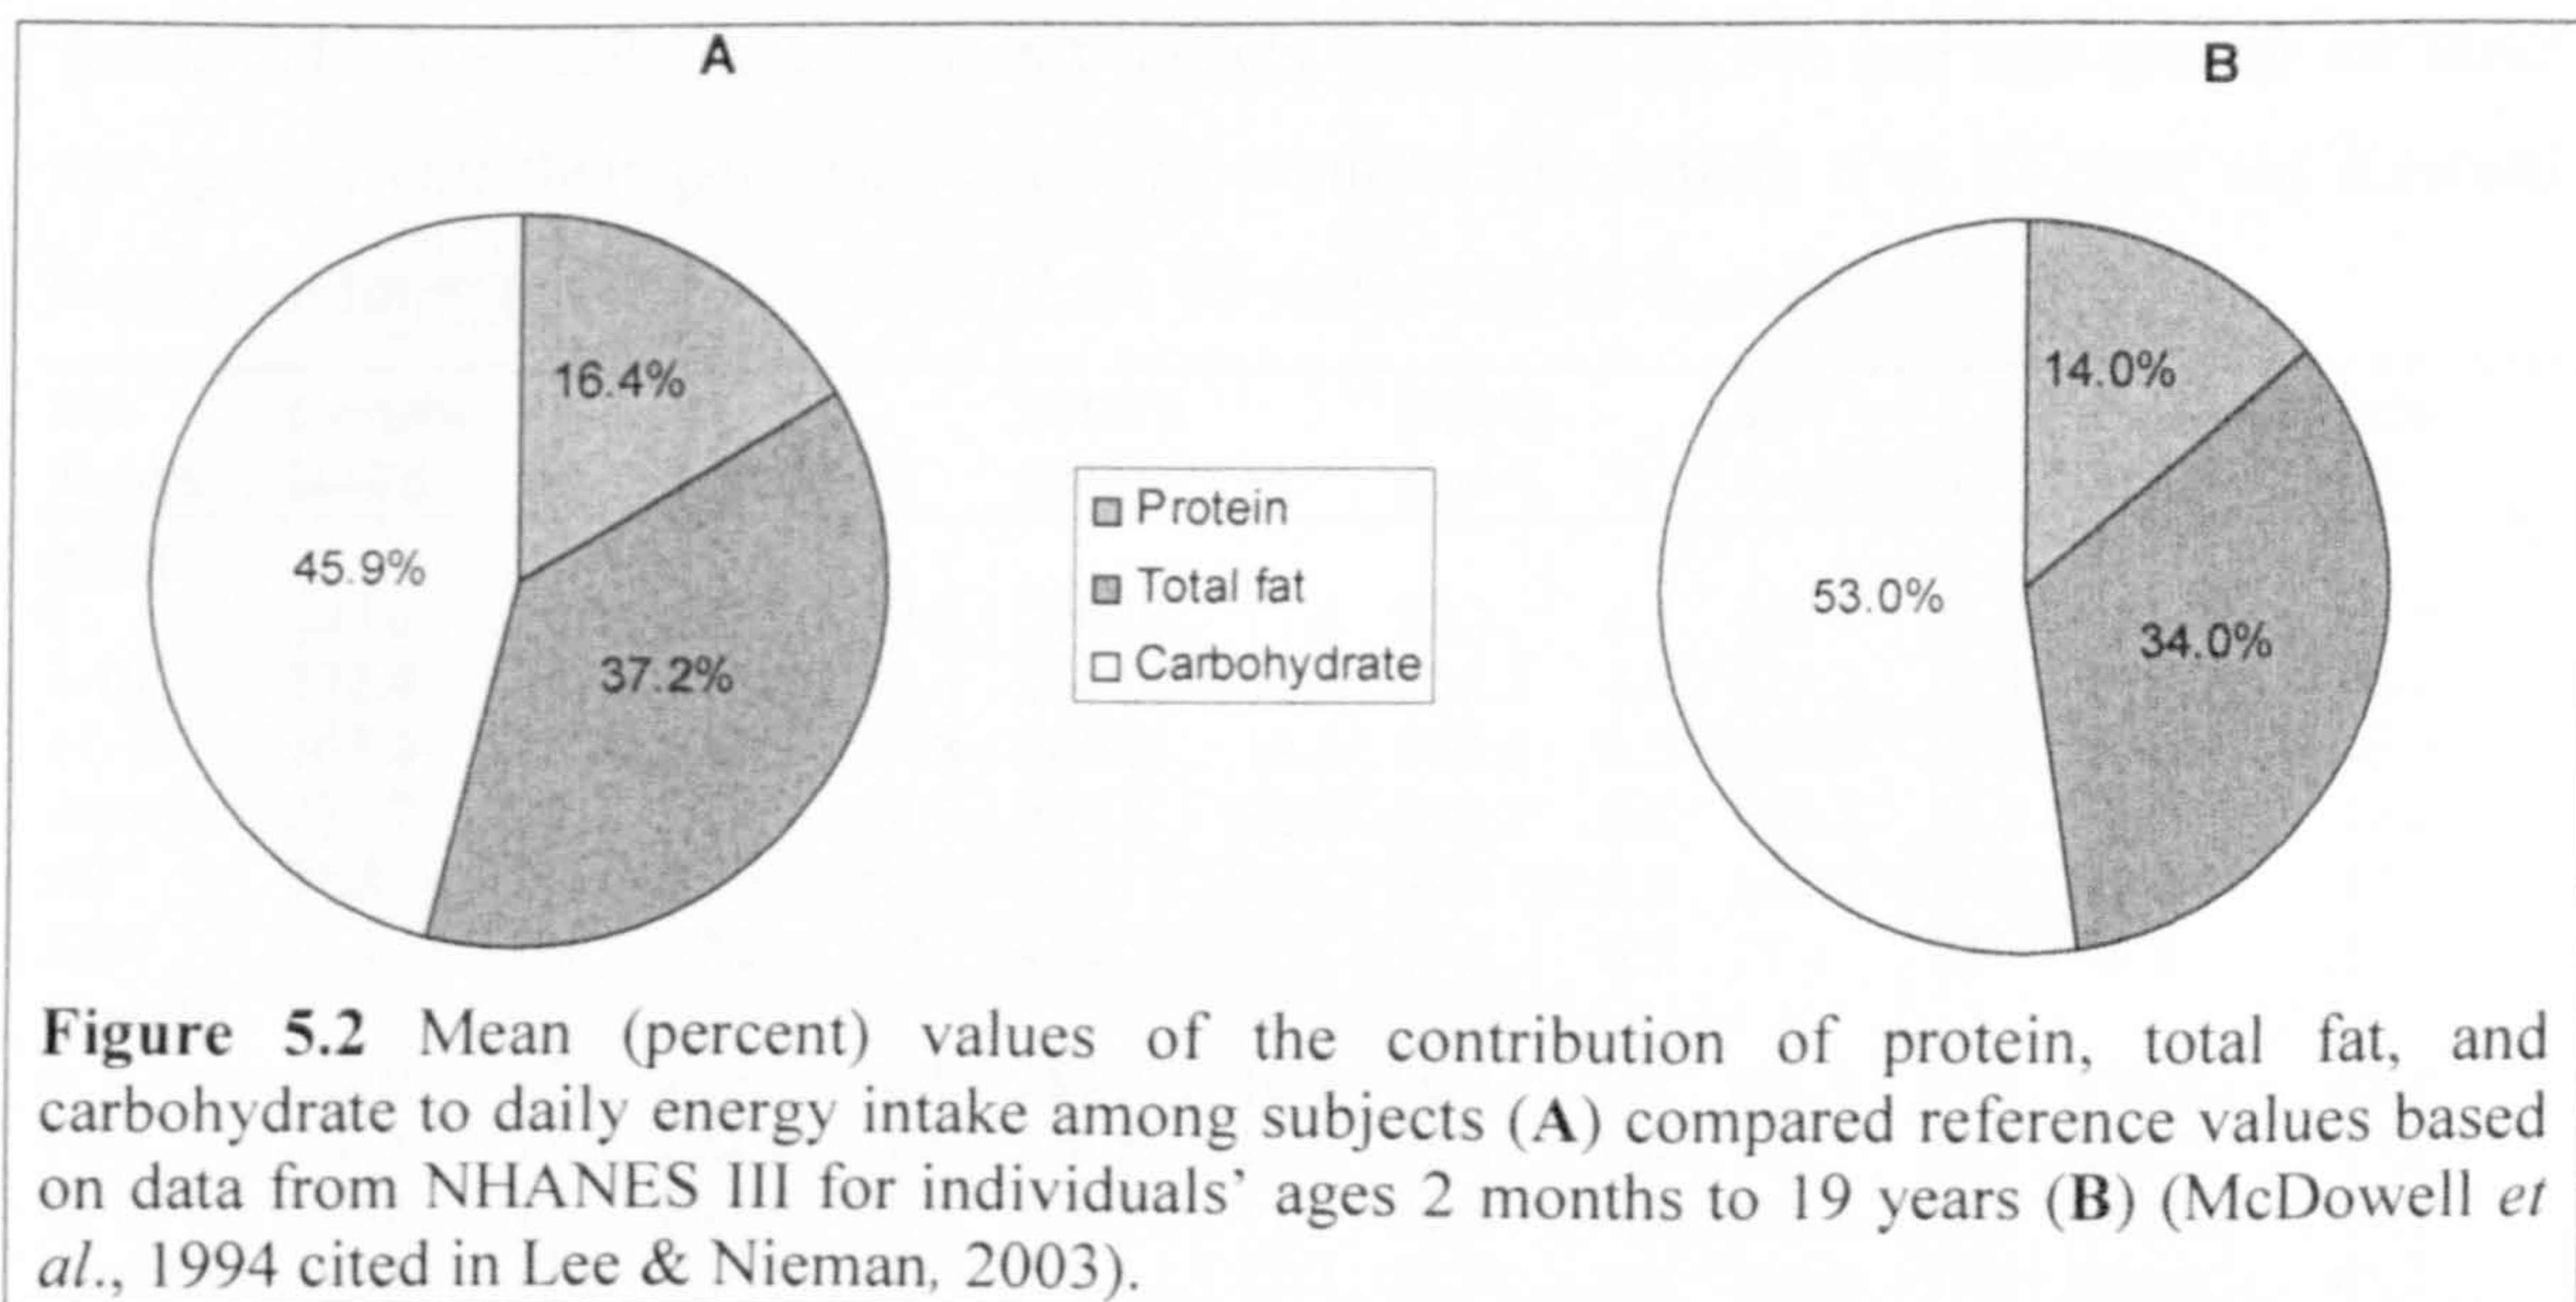 A
B
16.4%
45.9%
37.2%
Protein
Total fat
Carbohydrate
14.0%
53.0%
34.0%
Figure 5.2 Mean (percent) values of the contribution of protein, total fat, and
carbohydrate to daily energy intake among subjects (A) compared reference values based
on data from NHANES III for individuals' ages 2 months to 19 years (B) (McDowell et
al., 1994 cited in Lee & Nieman, 2003).